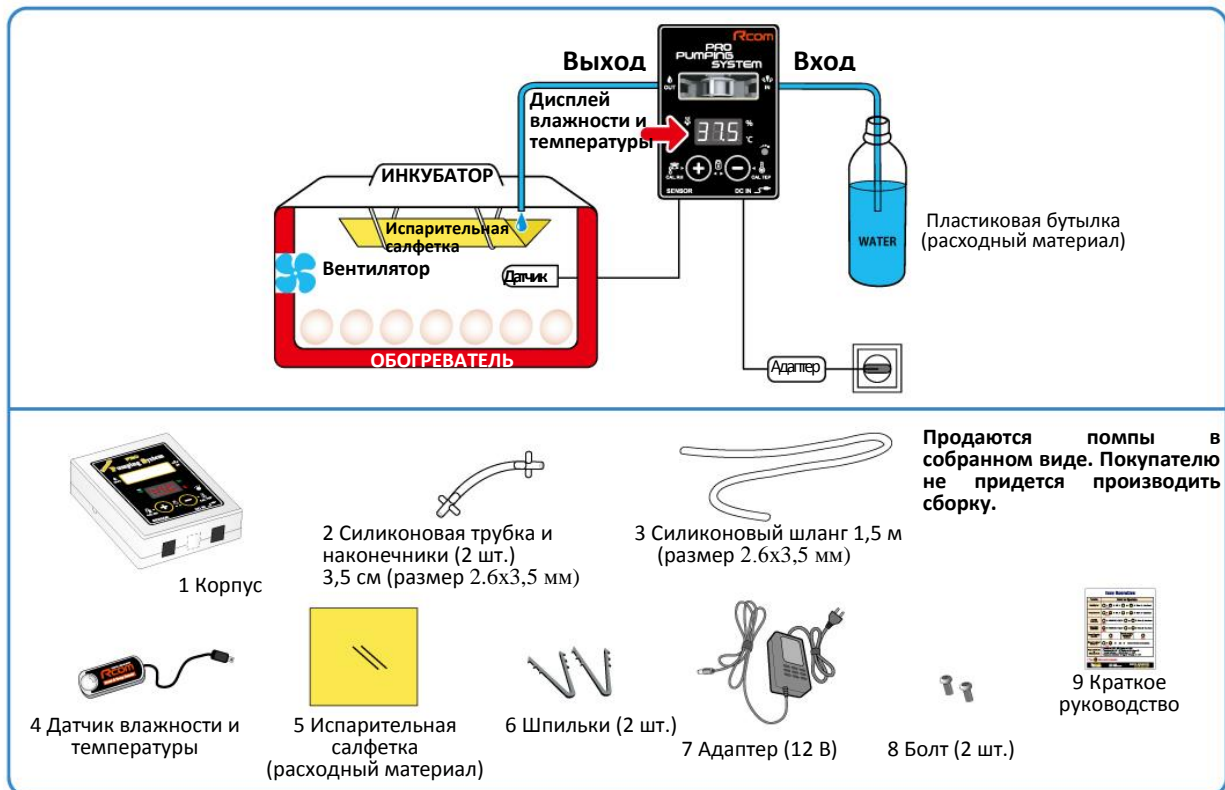 Rcom
PRO
PUMPING
SYSTEM
Выход
Вход
OUT
IN
Дисплей
влажности и
температуры
37.5
%
°C
+
−
CAL TEP
SENSOR
DC IN
ИНКУБАТОР
Испарительная
салфетка
Вентилятор
Датчик
ОБОГРЕВАТЕЛЬ
WATER
Пластиковая бутылка
(расходный материал)
Адаптер
Продаются помпы в
собранном виде. Покупателю
не придется производить
сборку.
1 Корпус
2 Силиконовая трубка и
наконечники (2 шт.)
3,5 см (размер 2.6x3,5 мм)
3 Силиконовый шланг 1,5 м
(размер 2.6x3,5 мм)
Rcom
4 Датчик влажности и
температуры
5 Испарительная
салфетка
(расходный материал)
6 Шпильки (2 шт.)
7 Адаптер (12 В)
8 Болт (2 шт.)
9 Краткое
руководство